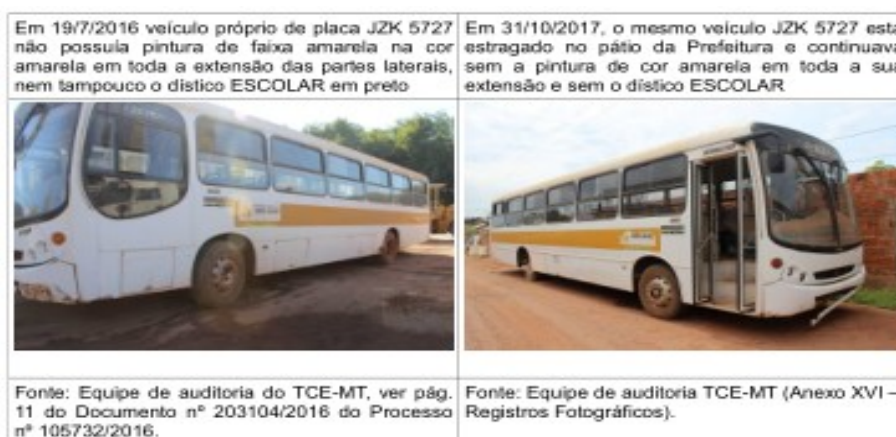 Em 19/7/2016 veículo próprio de placa JZK 5727
não possuía pintura de faixa amarela na cor
amarela em toda a extensão das partes laterais,
nem tampouco o dístico ESCOLAR em preto
Em 31/10/2017, o mesmo veículo JZK 5727 está
estragado no pátio da Prefeitura e continuava
sem a pintura de cor amarela em toda a sua
extensão e sem o dístico ESCOLAR
Fonte: Equipe de auditoria do TCE-MT, ver pág.
11 do Documento nº 203104/2016 do Processo
nº 105732/2016.
Fonte: Equipe de auditoria TCE-MT (Anexo XVI –
Registros Fotográficos).